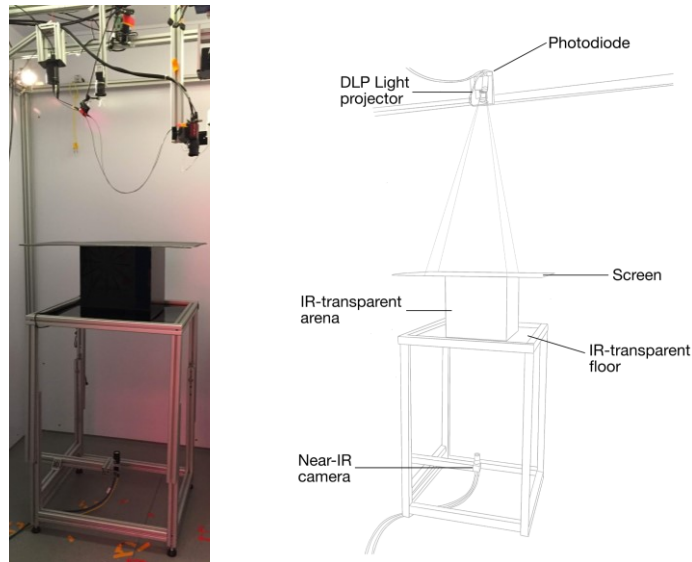 Photodiode
DLP Light
projector
Screen
IR-transparent
arena
IR-transparent
floor
Near-IR
camera